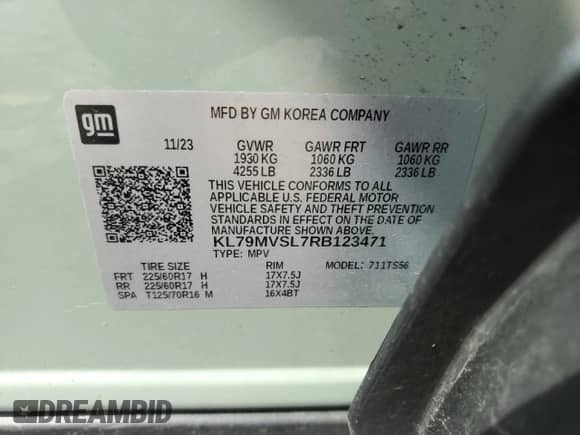 gm
MFD BY GM KOREA COMPANY
11/23 GVWR GAWR FRT GAWR RR
1930 KG 1060 KG 1060 KG
4255 LB 2336 LB 2336 LB
THIS VEHICLE CONFORMS TO ALL
APPLICABLE U.S. FEDERAL MOTOR
VEHICLE SAFETY AND THEFT PREVENTION
STANDARDS IN EFFECT ON THE DATE OF
MANUFACTURE SHOWN ABOVE.
KL79MVSL7RB123471
TYPE: MPV MODEL: 711TS56
TIRE SIZE RIM
FRT 225/60R17 H 17X7.5J
RR 225/60R17 H 17X7.5J
SPA T125/70R16 M 16X4BT
DREAMBID